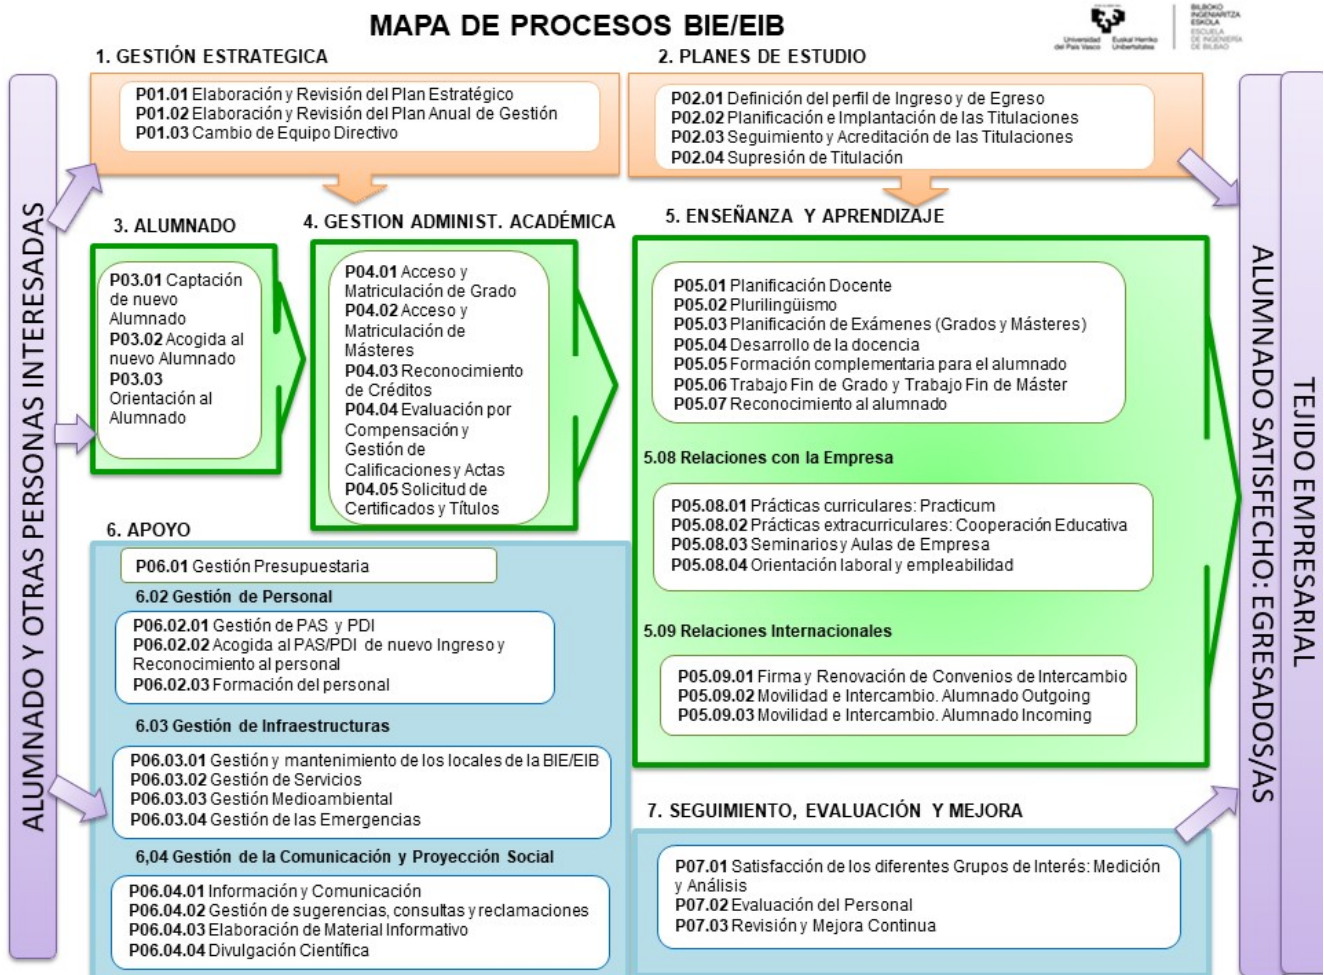 MAPA DE PROCESOS BIE/EIB
Universidad del País Vasco
Euskal Herriko Unibertsitatea
BILBOKO
INGENIARITZA
ESKOLA
ESCUELA
DE INGENIERÍA
DE BILBAO
ALUMNADO Y OTRAS PERSONAS INTERESADAS
1. GESTIÓN ESTRATEGICA
P01.01 Elaboración y Revisión del Plan Estratégico
P01.02 Elaboración y Revisión del Plan Anual de Gestión
P01.03 Cambio de Equipo Directivo
2. PLANES DE ESTUDIO
P02.01 Definición del perfil de Ingreso y de Egreso
P02.02 Planificación e Implantación de las Titulaciones
P02.03 Seguimiento y Acreditación de las Titulaciones
P02.04 Supresión de Titulación
3. ALUMNADO
P03.01 Captación
de nuevo
Alumnado
P03.02 Acogida al
nuevo Alumnado
P03.03
Orientación al
Alumnado
4. GESTION ADMINIST. ACADÉMICA
P04.01 Acceso y
Matriculación de Grado
P04.02 Acceso y
Matriculación de
Másteres
P04.03 Reconocimiento
de Créditos
P04.04 Evaluación por
Compensación y
Gestión de
Calificaciones y Actas
P04.05 Solicitud de
Certificados y Títulos
5. ENSEÑANZA Y APRENDIZAJE
P05.01 Planificación Docente
P05.02 Plurilingüismo
P05.03 Planificación de Exámenes (Grados y Másteres)
P05.04 Desarrollo de la docencia
P05.05 Formación complementaria para el alumnado
P05.06 Trabajo Fin de Grado y Trabajo Fin de Máster
P05.07 Reconocimiento al alumnado
5.08 Relaciones con la Empresa
P05.08.01 Prácticas curriculares: Practicum
P05.08.02 Prácticas extracurriculares: Cooperación Educativa
P05.08.03 Seminarios y Aulas de Empresa
P05.08.04 Orientación laboral y empleabilidad
5.09 Relaciones Internacionales
P05.09.01 Firma y Renovación de Convenios de Intercambio
P05.09.02 Movilidad e Intercambio. Alumnado Outgoing
P05.09.03 Movilidad e Intercambio. Alumnado Incoming
6. APOYO
P06.01 Gestión Presupuestaria
6.02 Gestión de Personal
P06.02.01 Gestión de PAS y PDI
P06.02.02 Acogida al PAS/PDI de nuevo Ingreso y
Reconocimiento al personal
P06.02.03 Formación del personal
6.03 Gestión de Infraestructuras
P06.03.01 Gestión y mantenimiento de los locales de la BIE/EIB
P06.03.02 Gestión de Servicios
P06.03.03 Gestión Medioambiental
P06.03.04 Gestión de las Emergencias
6,04 Gestión de la Comunicación y Proyección Social
P06.04.01 Información y Comunicación
P06.04.02 Gestión de sugerencias, consultas y reclamaciones
P06.04.03 Elaboración de Material Informativo
P06.04.04 Divulgación Científica
7. SEGUIMIENTO, EVALUACIÓN Y MEJORA
P07.01 Satisfacción de los diferentes Grupos de Interés: Medición
y Análisis
P07.02 Evaluación del Personal
P07.03 Revisión y Mejora Continua
ALUMNADO SATISFECHO: EGRESADOS/AS
TEJIDO EMPRESARIAL